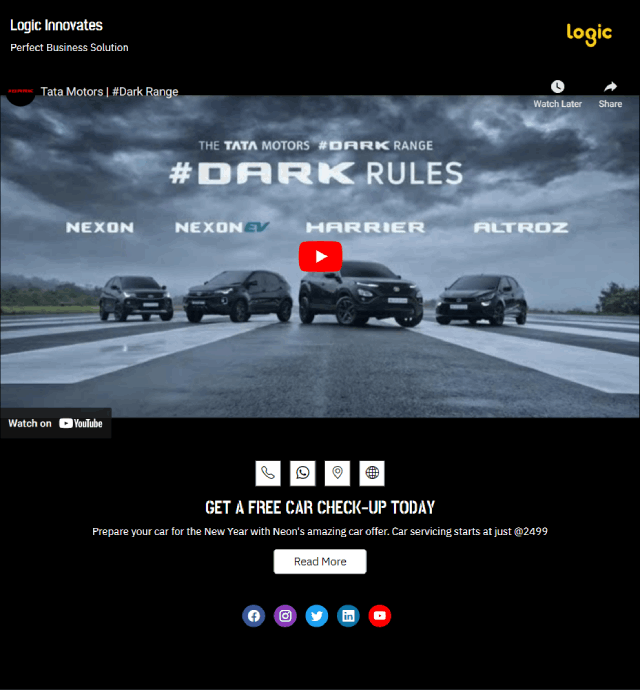 Logic Innovates
Perfect Business Solution
logic
Tata Motors | #Dark Range
Watch Later
Share
THE TATA MOTORS #DARK RANGE
#DARK RULES
NEXON
NEXON EV
HARRIER
ALTROZ
Watch on YouTube
GET A FREE CAR CHECK-UP TODAY
Prepare your car for the New Year with Neon's amazing car offer. Car servicing starts at just @2499
Read More